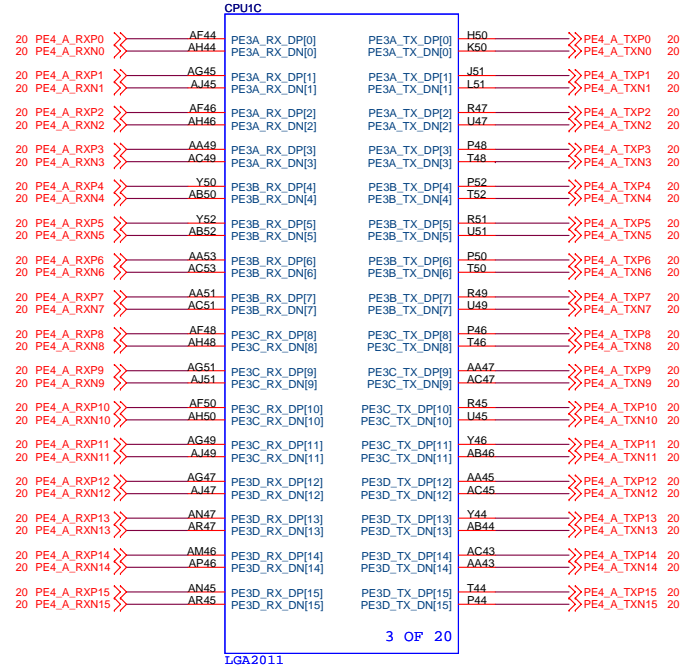 CPU1C
20 PE4_A_RXP0 AF44 PE3A_RX_DP[0] PE3A_TX_DP[0] H50 PE4_A_TXP0 20
20 PE4_A_RXN0 AH44 PE3A_RX_DN[0] PE3A_TX_DN[0] K50 PE4_A_TXN0 20
20 PE4_A_RXP1 AG45 PE3A_RX_DP[1] PE3A_TX_DP[1] J51 PE4_A_TXP1 20
20 PE4_A_RXN1 AJ45 PE3A_RX_DN[1] PE3A_TX_DN[1] L51 PE4_A_TXN1 20
20 PE4_A_RXP2 AF46 PE3A_RX_DP[2] PE3A_TX_DP[2] R47 PE4_A_TXP2 20
20 PE4_A_RXN2 AH46 PE3A_RX_DN[2] PE3A_TX_DN[2] U47 PE4_A_TXN2 20
20 PE4_A_RXP3 AA49 PE3A_RX_DP[3] PE3A_TX_DP[3] P48 PE4_A_TXP3 20
20 PE4_A_RXN3 AC49 PE3A_RX_DN[3] PE3A_TX_DN[3] T48 PE4_A_TXN3 20
20 PE4_A_RXP4 Y50 PE3B_RX_DP[4] PE3B_TX_DP[4] P52 PE4_A_TXP4 20
20 PE4_A_RXN4 AB50 PE3B_RX_DN[4] PE3B_TX_DN[4] T52 PE4_A_TXN4 20
20 PE4_A_RXP5 Y52 PE3B_RX_DP[5] PE3B_TX_DP[5] R51 PE4_A_TXP5 20
20 PE4_A_RXN5 AB52 PE3B_RX_DN[5] PE3B_TX_DN[5] U51 PE4_A_TXN5 20
20 PE4_A_RXP6 AA53 PE3B_RX_DP[6] PE3B_TX_DP[6] P50 PE4_A_TXP6 20
20 PE4_A_RXN6 AC53 PE3B_RX_DN[6] PE3B_TX_DN[6] T50 PE4_A_TXN6 20
20 PE4_A_RXP7 AA51 PE3B_RX_DP[7] PE3B_TX_DP[7] R49 PE4_A_TXP7 20
20 PE4_A_RXN7 AC51 PE3B_RX_DN[7] PE3B_TX_DN[7] U49 PE4_A_TXN7 20
20 PE4_A_RXP8 AF48 PE3C_RX_DP[8] PE3C_TX_DP[8] P46 PE4_A_TXP8 20
20 PE4_A_RXN8 AH48 PE3C_RX_DN[8] PE3C_TX_DN[8] T46 PE4_A_TXN8 20
20 PE4_A_RXP9 AG51 PE3C_RX_DP[9] PE3C_TX_DP[9] AA47 PE4_A_TXP9 20
20 PE4_A_RXN9 AJ51 PE3C_RX_DN[9] PE3C_TX_DN[9] AC47 PE4_A_TXN9 20
20 PE4_A_RXP10 AF50 PE3C_RX_DP[10] PE3C_TX_DP[10] R45 PE4_A_TXP10 20
20 PE4_A_RXN10 AH50 PE3C_RX_DN[10] PE3C_TX_DN[10] U45 PE4_A_TXN10 20
20 PE4_A_RXP11 AG49 PE3C_RX_DP[11] PE3C_TX_DP[11] Y46 PE4_A_TXP11 20
20 PE4_A_RXN11 AJ49 PE3C_RX_DN[11] PE3C_TX_DN[11] AB46 PE4_A_TXN11 20
20 PE4_A_RXP12 AG47 PE3D_RX_DP[12] PE3D_TX_DP[12] AA45 PE4_A_TXP12 20
20 PE4_A_RXN12 AJ47 PE3D_RX_DN[12] PE3D_TX_DN[12] AC45 PE4_A_TXN12 20
20 PE4_A_RXP13 AN47 PE3D_RX_DP[13] PE3D_TX_DP[13] Y44 PE4_A_TXP13 20
20 PE4_A_RXN13 AR47 PE3D_RX_DN[13] PE3D_TX_DN[13] AB44 PE4_A_TXN13 20
20 PE4_A_RXP14 AM46 PE3D_RX_DP[14] PE3D_TX_DP[14] AC43 PE4_A_TXP14 20
20 PE4_A_RXN14 AP46 PE3D_RX_DN[14] PE3D_TX_DN[14] AA43 PE4_A_TXN14 20
20 PE4_A_RXP15 AN45 PE3D_RX_DP[15] PE3D_TX_DP[15] T44 PE4_A_TXP15 20
20 PE4_A_RXN15 AR45 PE3D_RX_DN[15] PE3D_TX_DN[15] P44 PE4_A_TXN15 20
3 OF 20
LGA2011